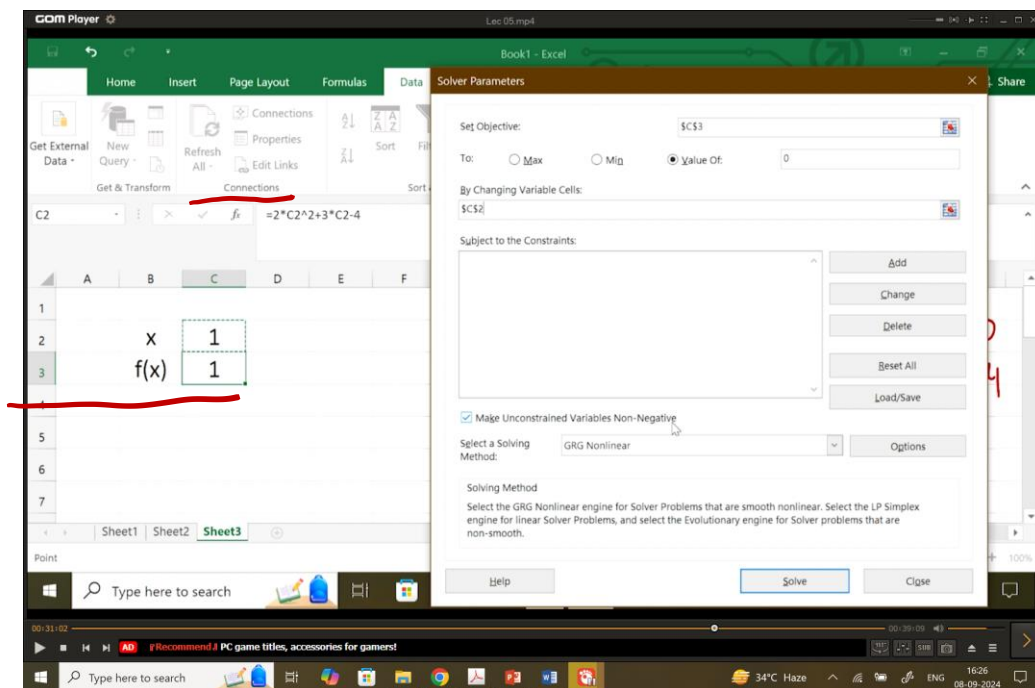 GOM Player
Lec 05.mp4
Book1 - Excel
Home Insert Page Layout Formulas Data
Share
Get External Data
New Query
Refresh All
Connections
Properties
Edit Links
Sort
Get & Transform
Connections
Sort
C2
fx
=2*C2^2+3*C2-4
A B C D E F
1
2 x 1
3 f(x) 1
4
5
6
7
Sheet1 Sheet2 Sheet3
Point
100%
Solver Parameters
Set Objective: $C$3
To: Max Min Value Of: 0
By Changing Variable Cells:
$C$2
Subject to the Constraints:
Add
Change
Delete
Reset All
Load/Save
Make Unconstrained Variables Non-Negative
Select a Solving Method: GRG Nonlinear Options
Solving Method
Select the GRG Nonlinear engine for Solver Problems that are smooth nonlinear. Select the LP Simplex
engine for linear Solver Problems, and select the Evolutionary engine for Solver problems that are
non-smooth.
Help Solve Close
4
Type here to search
00:31:02
00:39:09
AD Recommend PC game titles, accessories for gamers!
Type here to search
34°C Haze
ENG
16:26
08-09-2024